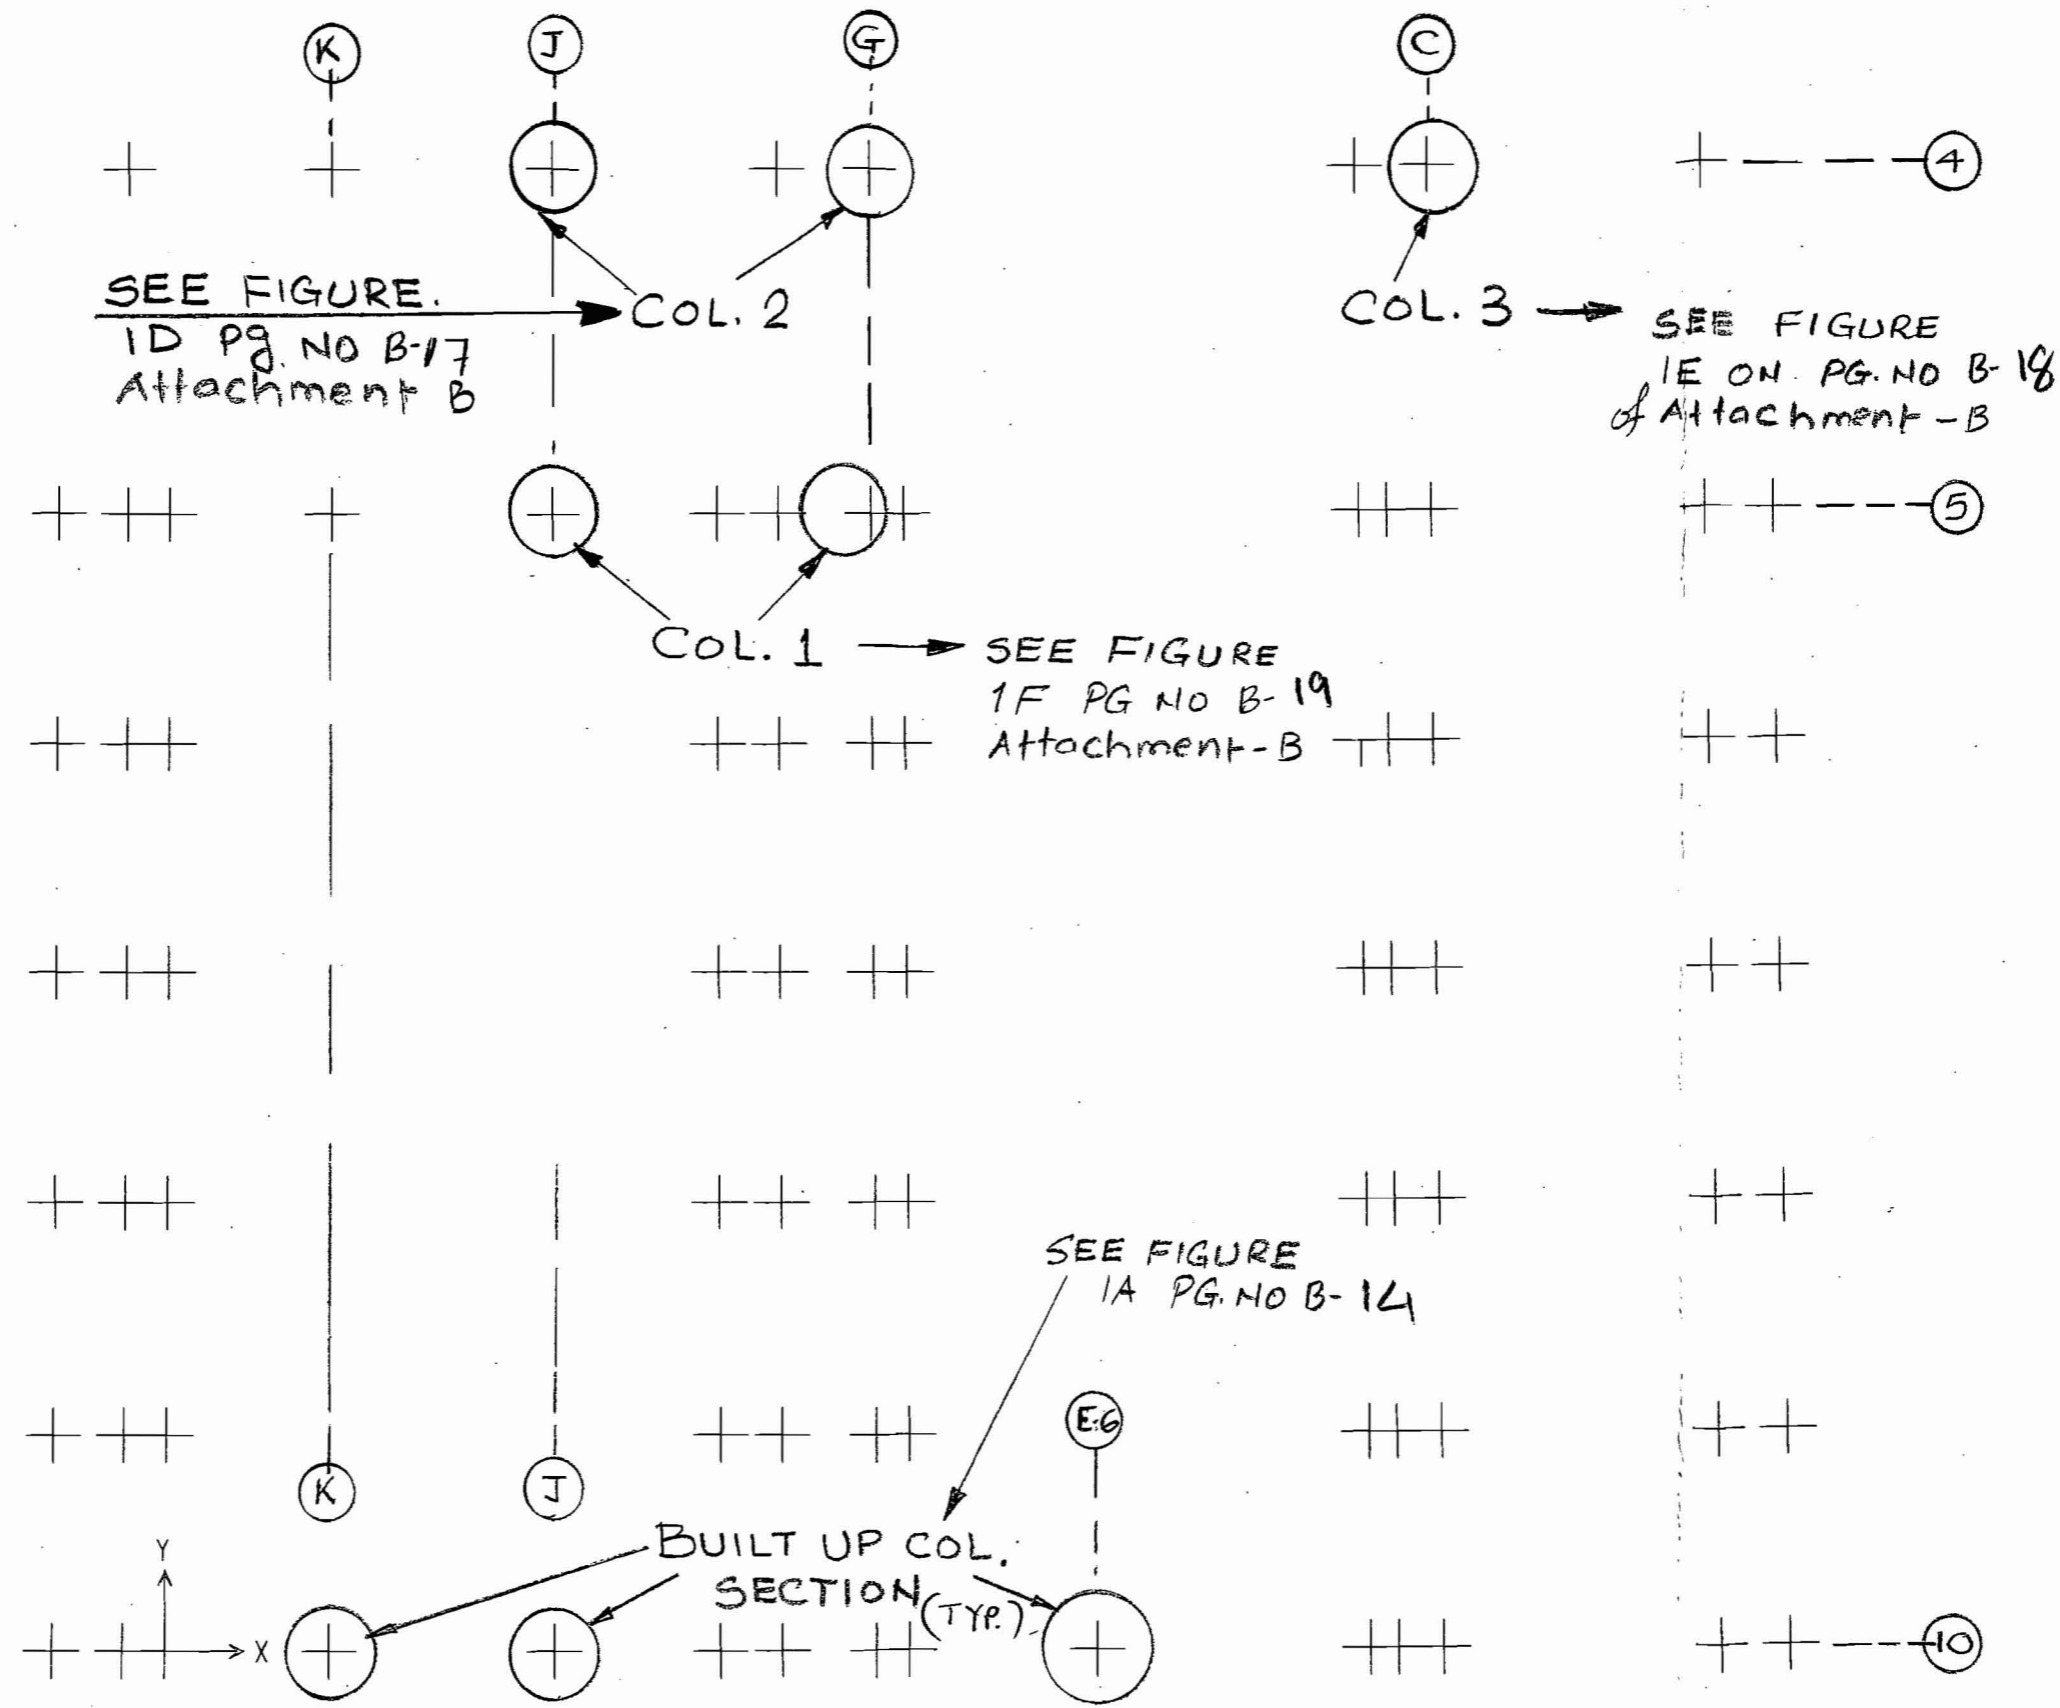 K
J
G
C
4
SEE FIGURE.
1D Pg. NO B-17
Attachment B
COL. 2
COL. 3
SEE FIGURE
1E ON PG. NO B-18
of Attachment - B
5
COL. 1
SEE FIGURE
1F PG NO B-19
Attachment - B
SEE FIGURE
1A PG. NO B-14
E.6
K
J
BUILT UP COL.
SECTION (TYP.)
Y
X
10